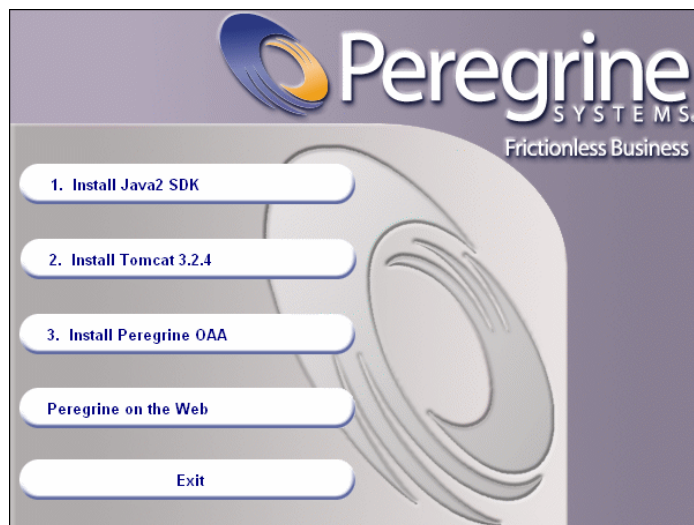 Peregrine
SYSTEMS
Frictionless Business
1. Install Java2 SDK
2. Install Tomcat 3.2.4
3. Install Peregrine OAA
Peregrine on the Web
Exit